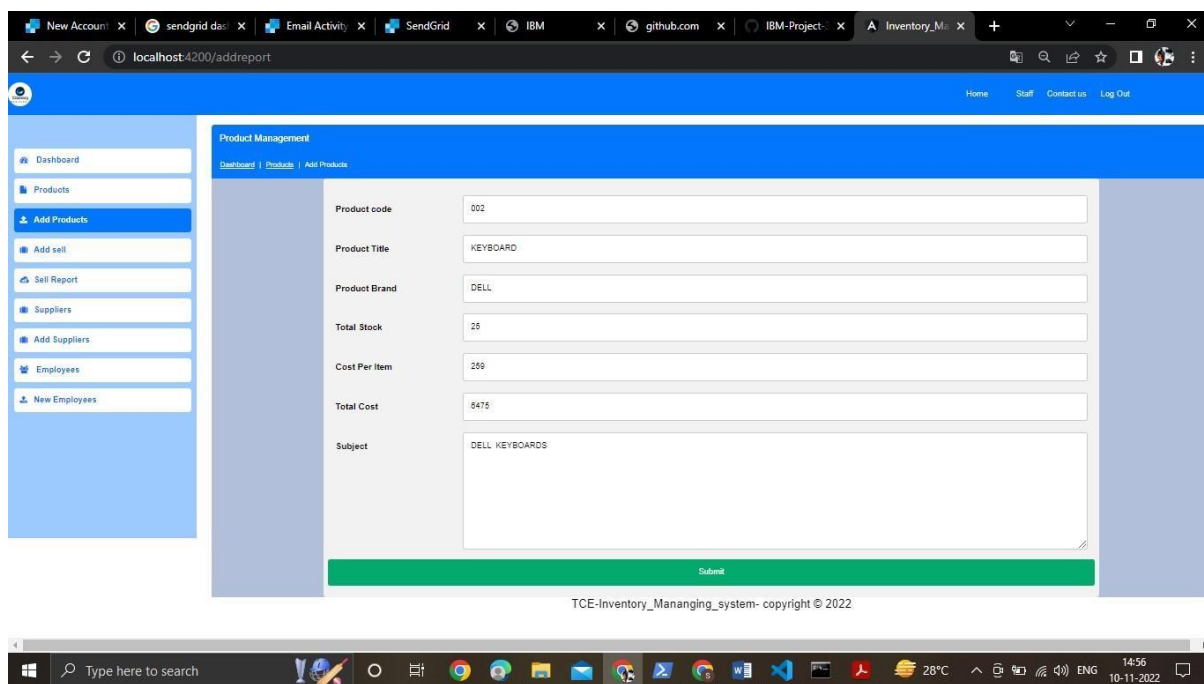 New Account
sendgrid das
Email Activity
SendGrid
IBM
github.com
IBM-Project-
Inventory_Ma
localhost:4200/addreport
Home Staff Contact us Log Out
Product Management
Dashboard | Products | Add Products
Dashboard
Products
Add Products
Add sell
Sell Report
Suppliers
Add Suppliers
Employees
New Employees
Product code 002
Product Title KEYBOARD
Product Brand DELL
Total Stock 25
Cost Per Item 259
Total Cost 6475
Subject DELL KEYBOARDS
Submit
TCE-Inventory_Mananging_system- copyright © 2022
Type here to search
28°C
ENG
14:56
10-11-2022